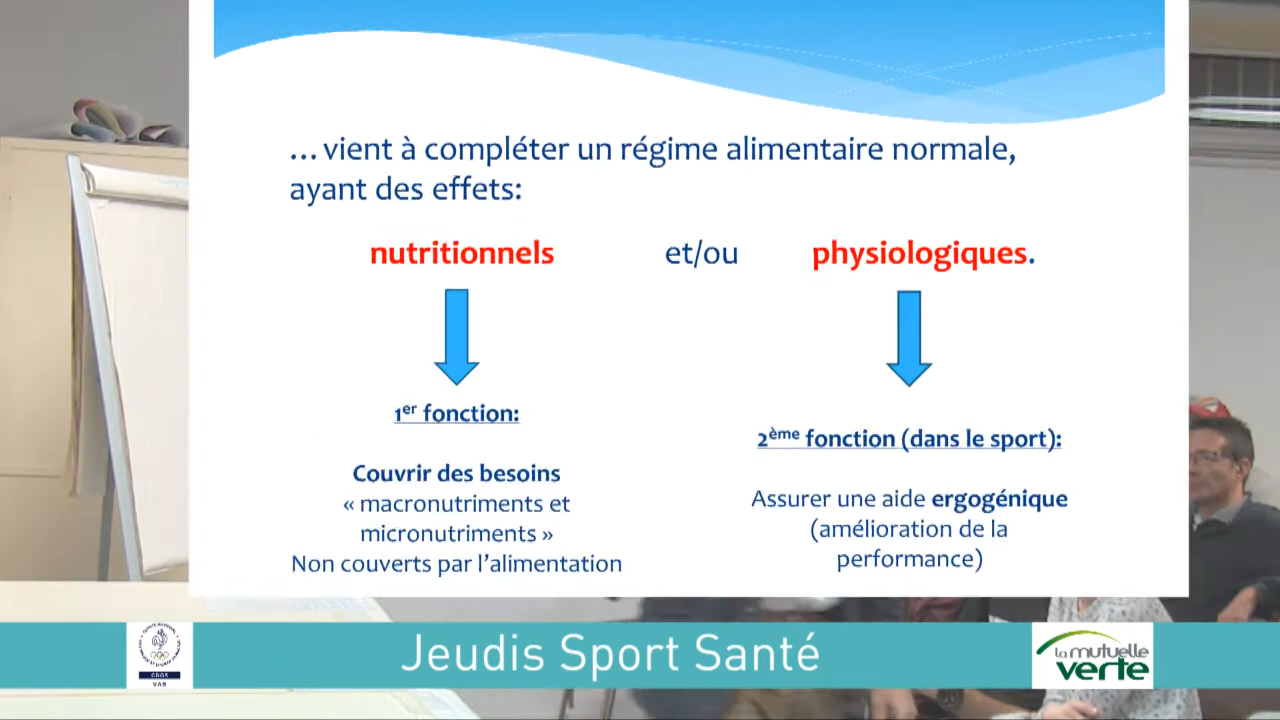 …vient à compléter un régime alimentaire normale,
ayant des effets:
nutritionnels et/ou physiologiques.
1er fonction:
Couvrir des besoins
« macronutriments et
micronutriments »
Non couverts par l’alimentation
2ème fonction (dans le sport):
Assurer une aide ergogénique
(amélioration de la
performance)
Jeudis Sport Santé
CDOS
VAR
la mutuelle
verte